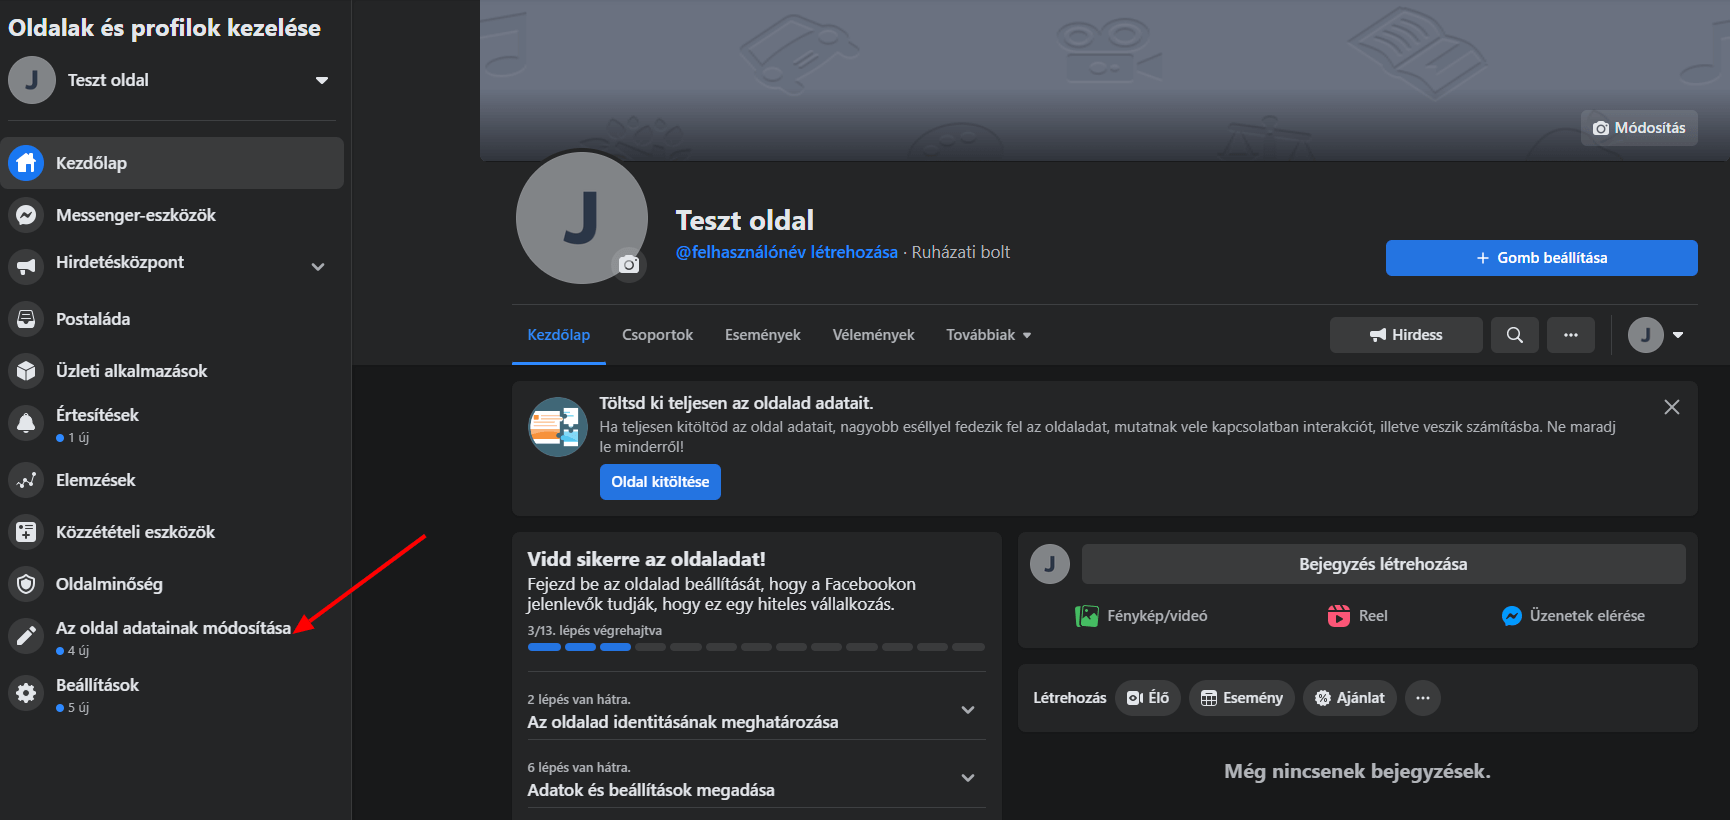 Oldalak és profilok kezelése
J
Teszt oldal
Kezdőlap
Messenger-eszközök
Hirdetésközpont
Postaláda
Üzleti alkalmazások
Értesítések
1 új
Elemzések
Közzétételi eszközök
Oldalminőség
Az oldal adatainak módosítása
4 új
Beállítások
5 új
Módosítás
J
Teszt oldal
@felhasználónév létrehozása · Ruházati bolt
+ Gomb beállítása
Kezdőlap Csoportok Események Vélemények Továbbiak
Hirdess
J
Töltsd ki teljesen az oldalad adatait.
Ha teljesen kitöltöd az oldal adatait, nagyobb eséllyel fedezik fel az oldaladat, mutatnak vele kapcsolatban interakciót, illetve veszik számításba. Ne maradj
le minderről!
Oldal kitöltése
Vidd sikerre az oldaladat!
Fejezd be az oldalad beállítását, hogy a Facebookon
jelenlevők tudják, hogy ez egy hiteles vállalkozás.
3/13. lépés végrehajtva
2 lépés van hátra.
Az oldalad identitásának meghatározása
6 lépés van hátra.
Adatok és beállítások megadása
J
Bejegyzés létrehozása
Fénykép/videó Reel Üzenetek elérése
Létrehozás Élő Esemény Ajánlat
Még nincsenek bejegyzések.